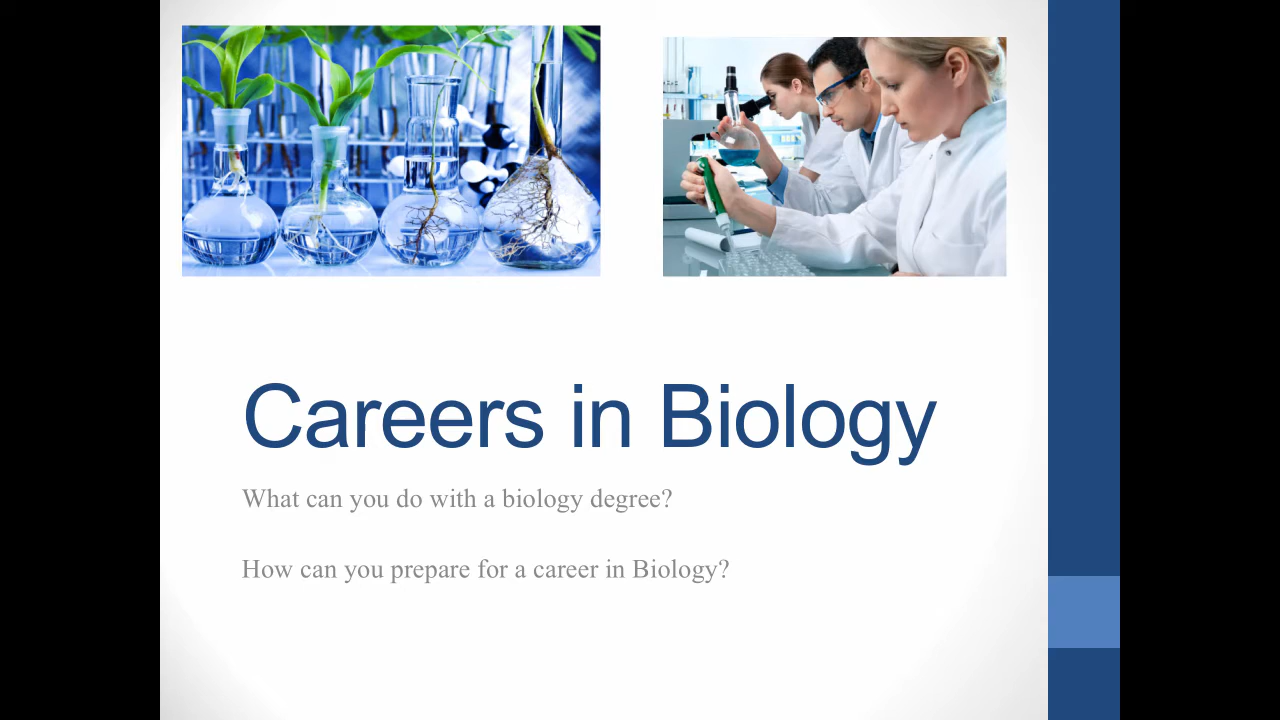 Careers in Biology
What can you do with a biology degree?
How can you prepare for a career in Biology?